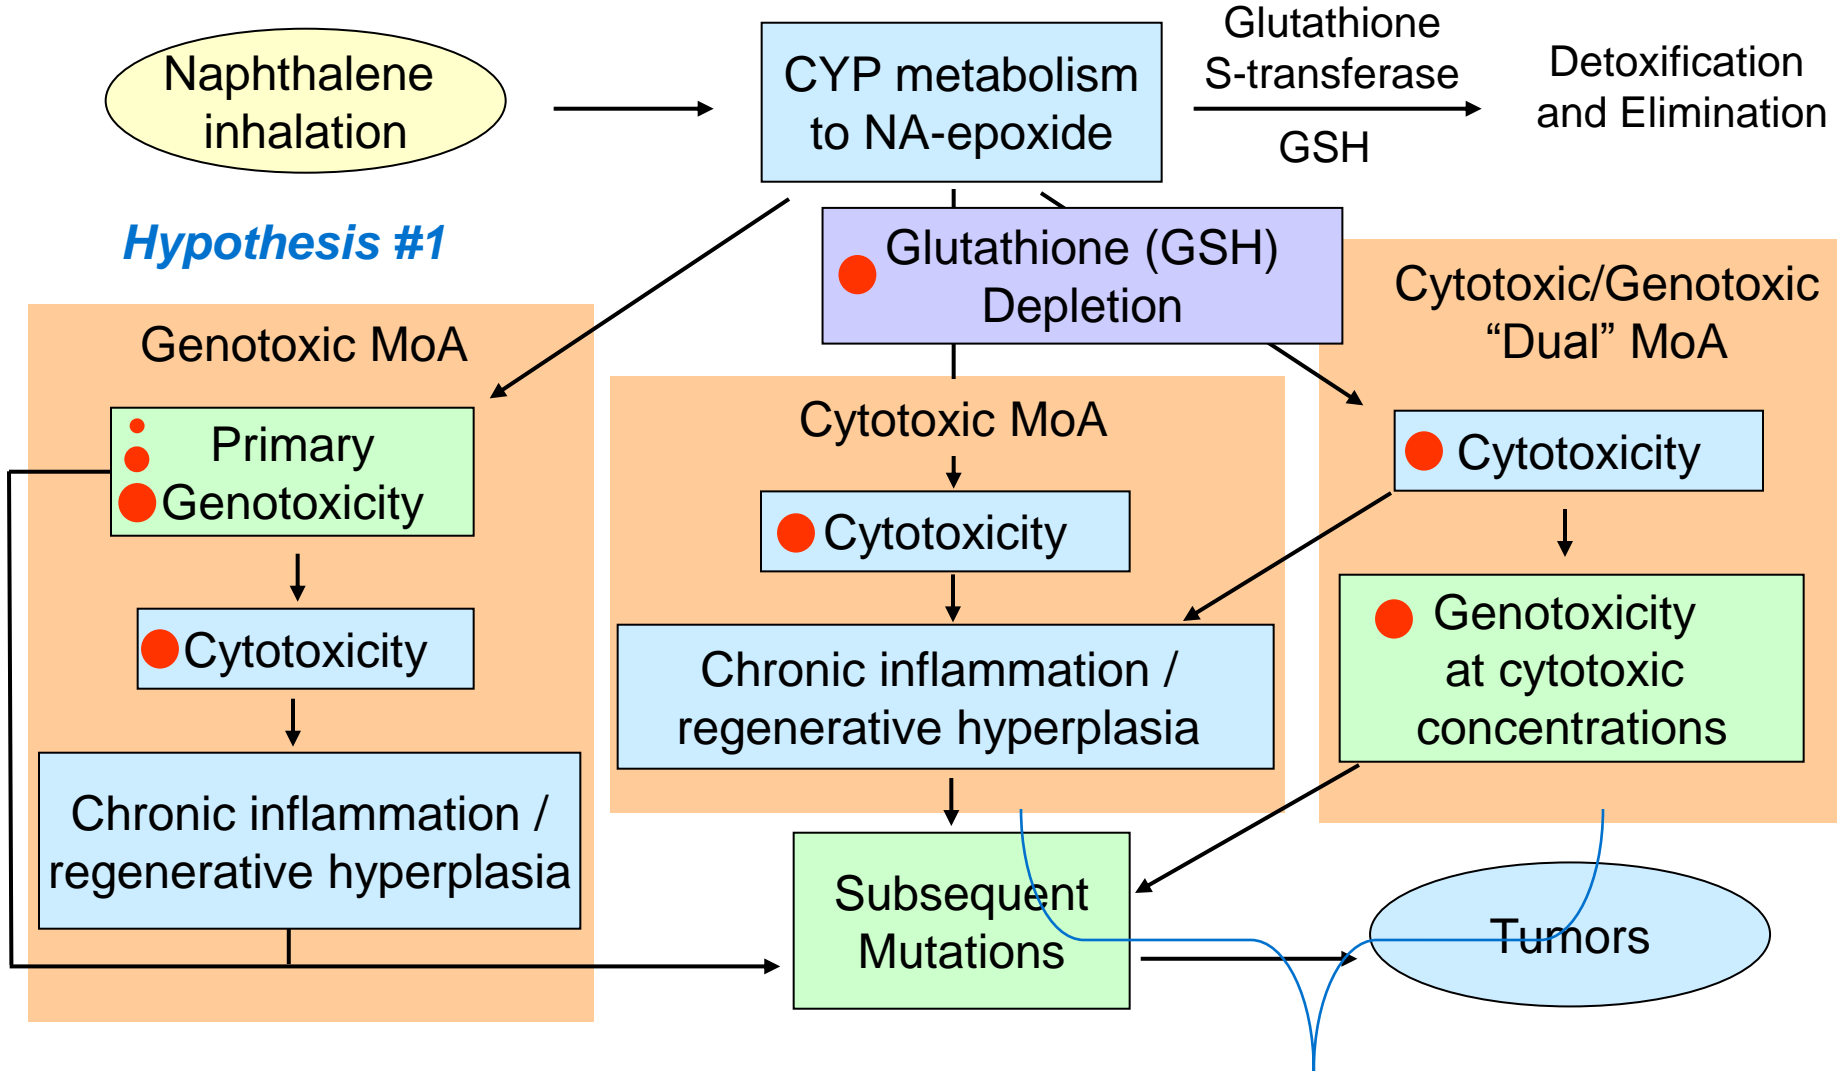 Naphthalene
inhalation
CYP metabolism
to NA-epoxide
Glutathione
S-transferase
GSH
Detoxification
and Elimination
Hypothesis #1
Glutathione (GSH)
Depletion
Genotoxic MoA
Primary
Genotoxicity
Cytotoxicity
Chronic inflammation /
regenerative hyperplasia
Cytotoxic MoA
Cytotoxicity
Chronic inflammation /
regenerative hyperplasia
Cytotoxic/Genotoxic
“Dual” MoA
Cytotoxicity
Genotoxicity
at cytotoxic
concentrations
Subsequent
Mutations
Tumors